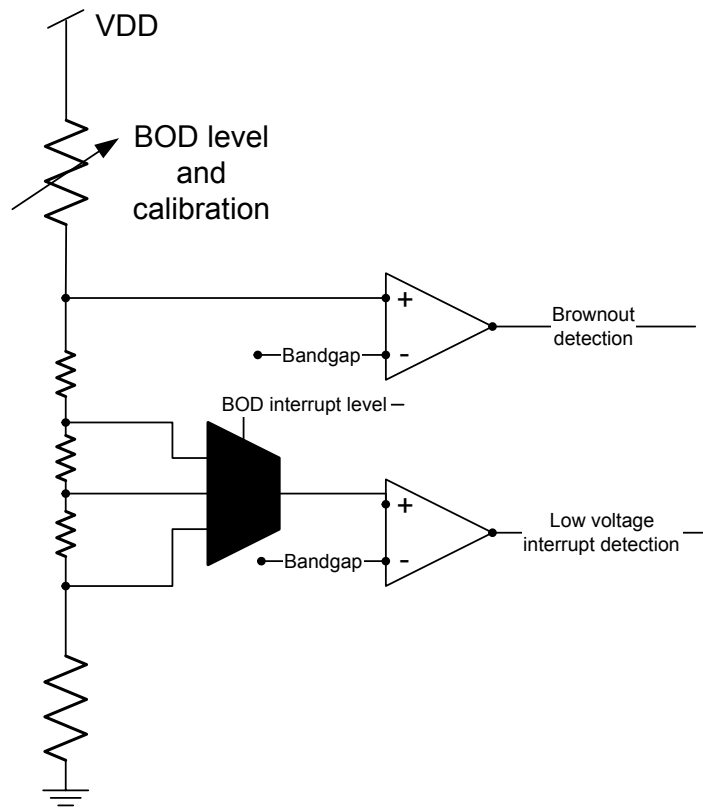 VDD
BOD level
and
calibration
+
-
Bandgap
Brownout
detection
BOD interrupt level
+
-
Bandgap
Low voltage
interrupt detection